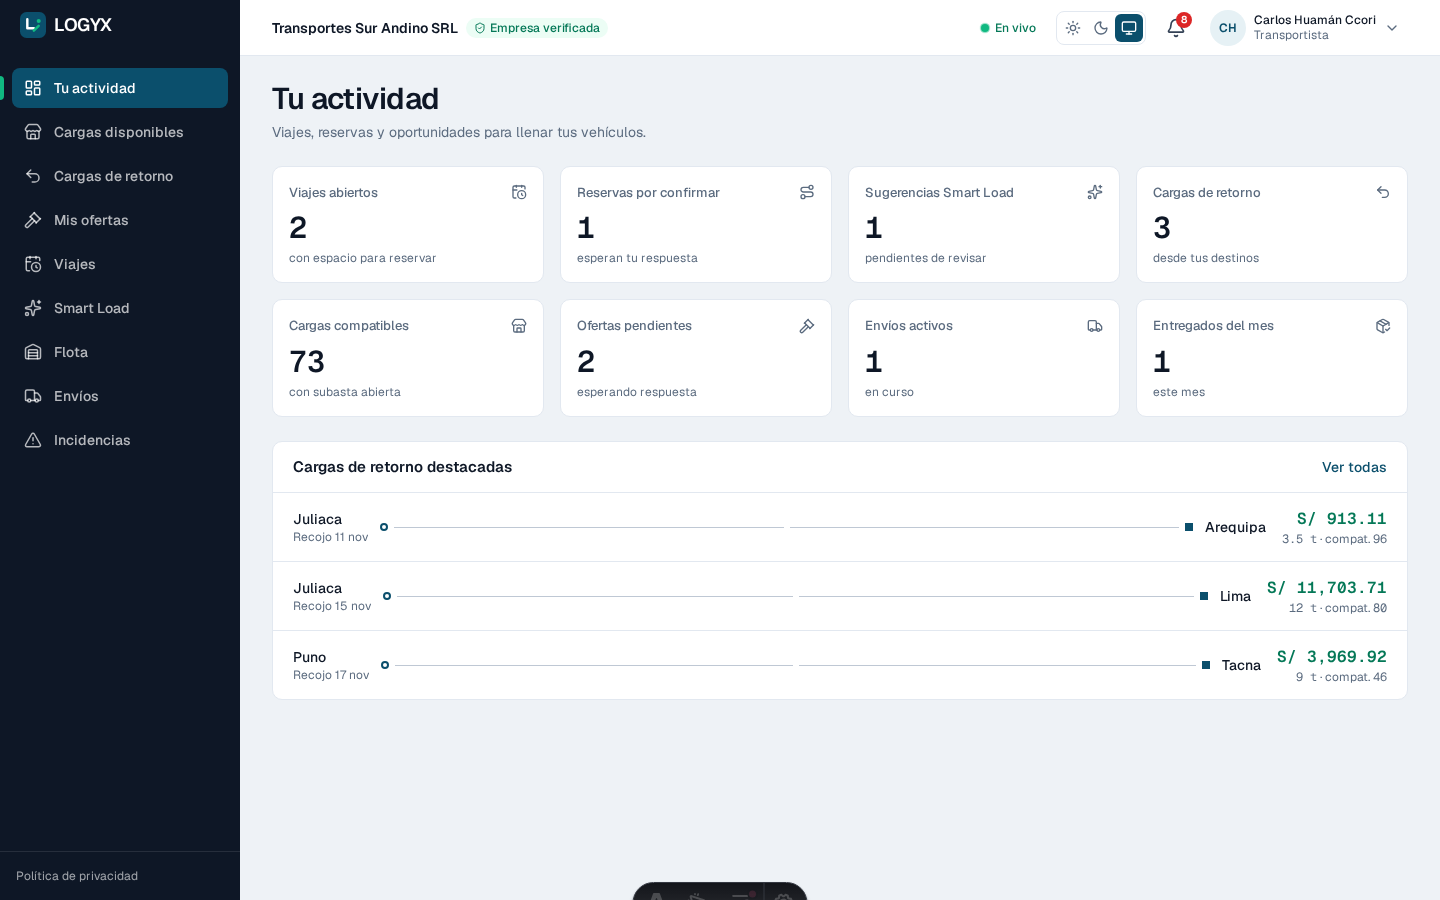 LOGYX
Tu actividad
Cargas disponibles
Cargas de retorno
Mis ofertas
Viajes
Smart Load
Flota
Envíos
Incidencias
Política de privacidad
Transportes Sur Andino SRL
Empresa verificada
En vivo
8
CH
Carlos Huamán Ccori
Transportista
Tu actividad
Viajes, reservas y oportunidades para llenar tus vehículos.
Viajes abiertos
2
con espacio para reservar
Reservas por confirmar
1
esperan tu respuesta
Sugerencias Smart Load
1
pendientes de revisar
Cargas de retorno
3
desde tus destinos
Cargas compatibles
73
con subasta abierta
Ofertas pendientes
2
esperando respuesta
Envíos activos
1
en curso
Entregados del mes
1
este mes
Cargas de retorno destacadas
Ver todas
Juliaca
Recojo 11 nov
Arequipa
S/ 913.11
3.5 t · compat. 96
Juliaca
Recojo 15 nov
Lima
S/ 11,703.71
12 t · compat. 80
Puno
Recojo 17 nov
Tacna
S/ 3,969.92
9 t · compat. 46